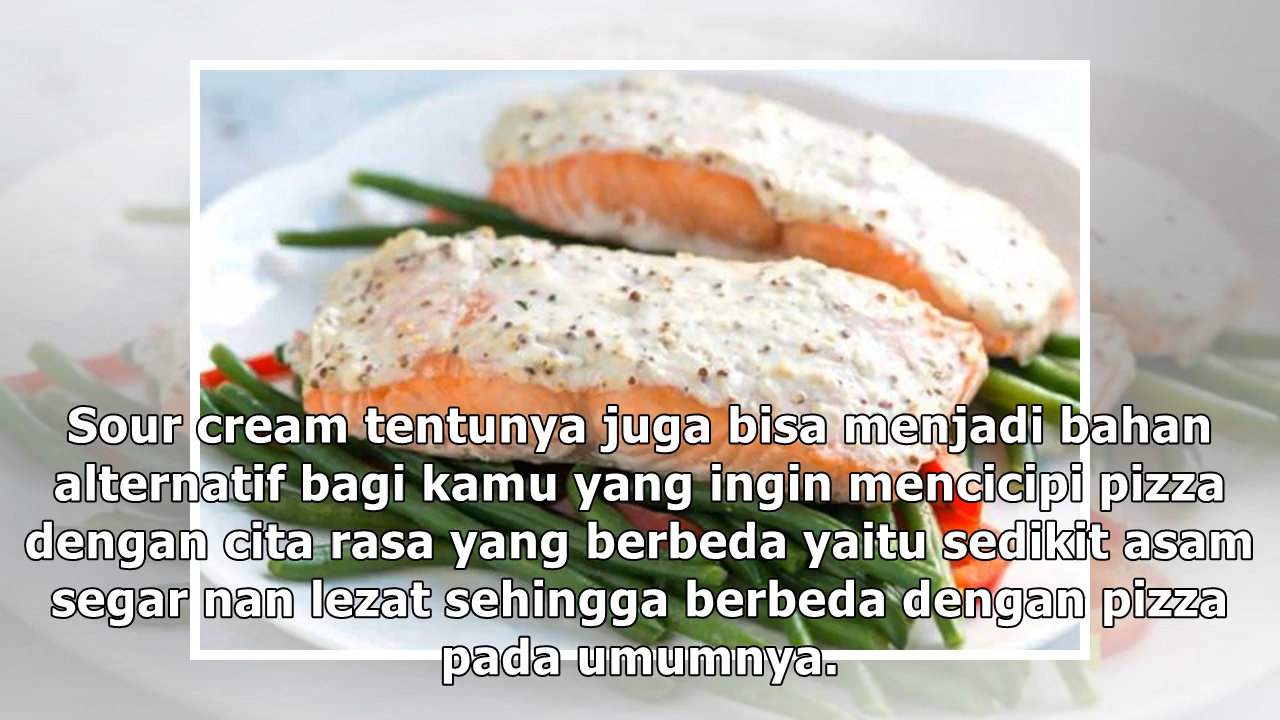 Sour cream tentunya juga bisa menjadi bahan
alternatif bagi kamu yang ingin mencicipi pizza
dengan cita rasa yang berbeda yaitu sedikit asam
segar nan lezat sehingga berbeda dengan pizza
pada umumnya.